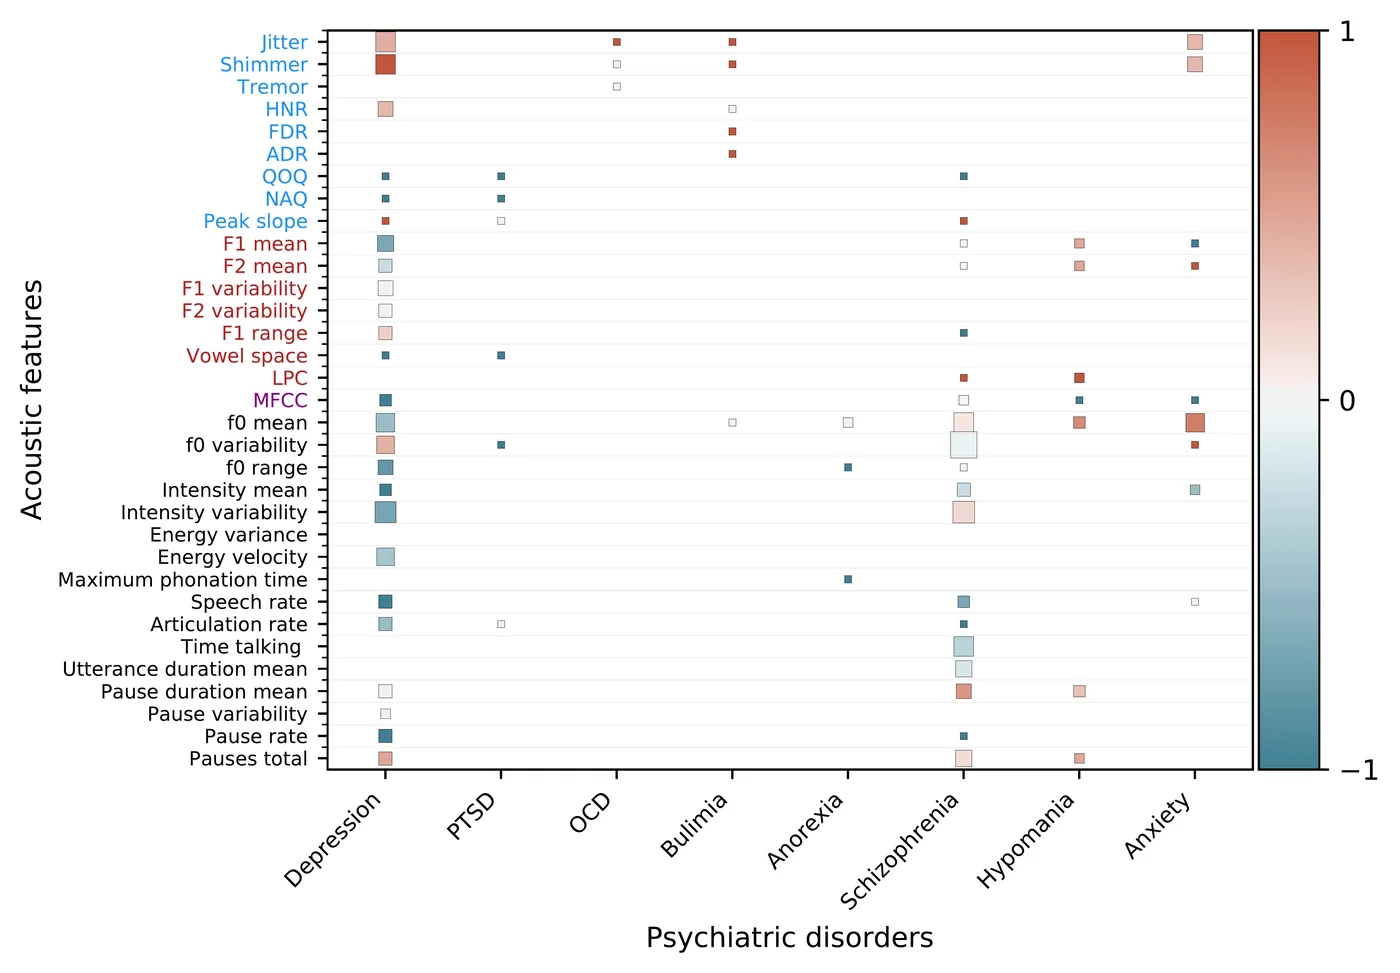 Jitter
Shimmer
Tremor
HNR
FDR
ADR
QOQ
NAQ
Peak slope
F1 mean
F2 mean
F1 variability
F2 variability
F1 range
Vowel space
LPC
MFCC
f0 mean
f0 variability
f0 range
Intensity mean
Intensity variability
Energy variance
Energy velocity
Maximum phonation time
Speech rate
Articulation rate
Time talking
Utterance duration mean
Pause duration mean
Pause variability
Pause rate
Pauses total
Acoustic features
Depression
PTSD
OCD
Bulimia
Anorexia
Schizophrenia
Hypomania
Anxiety
Psychiatric disorders
1
0
−1